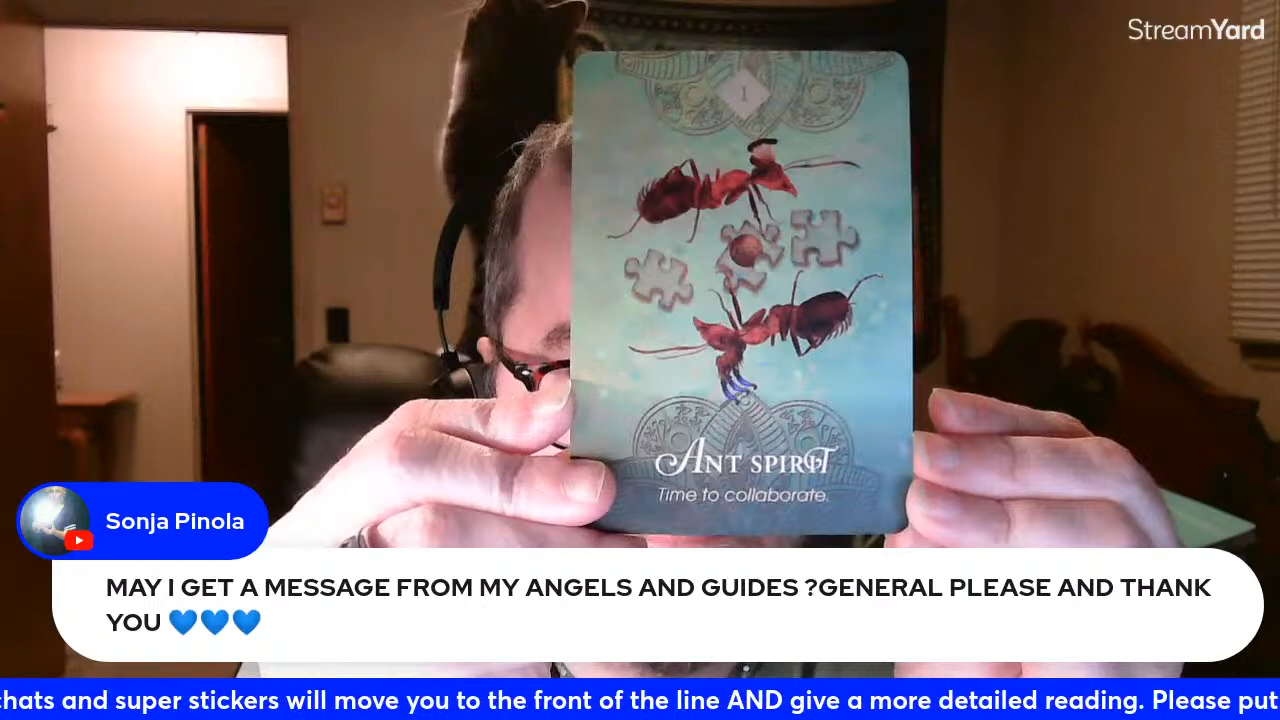 StreamYard
1
ANT SPIRIT
Time to collaborate.
Sonja Pinola
MAY I GET A MESSAGE FROM MY ANGELS AND GUIDES ?GENERAL PLEASE AND THANK
YOU 💙💙💙
chats and super stickers will move you to the front of the line AND give a more detailed reading. Please put